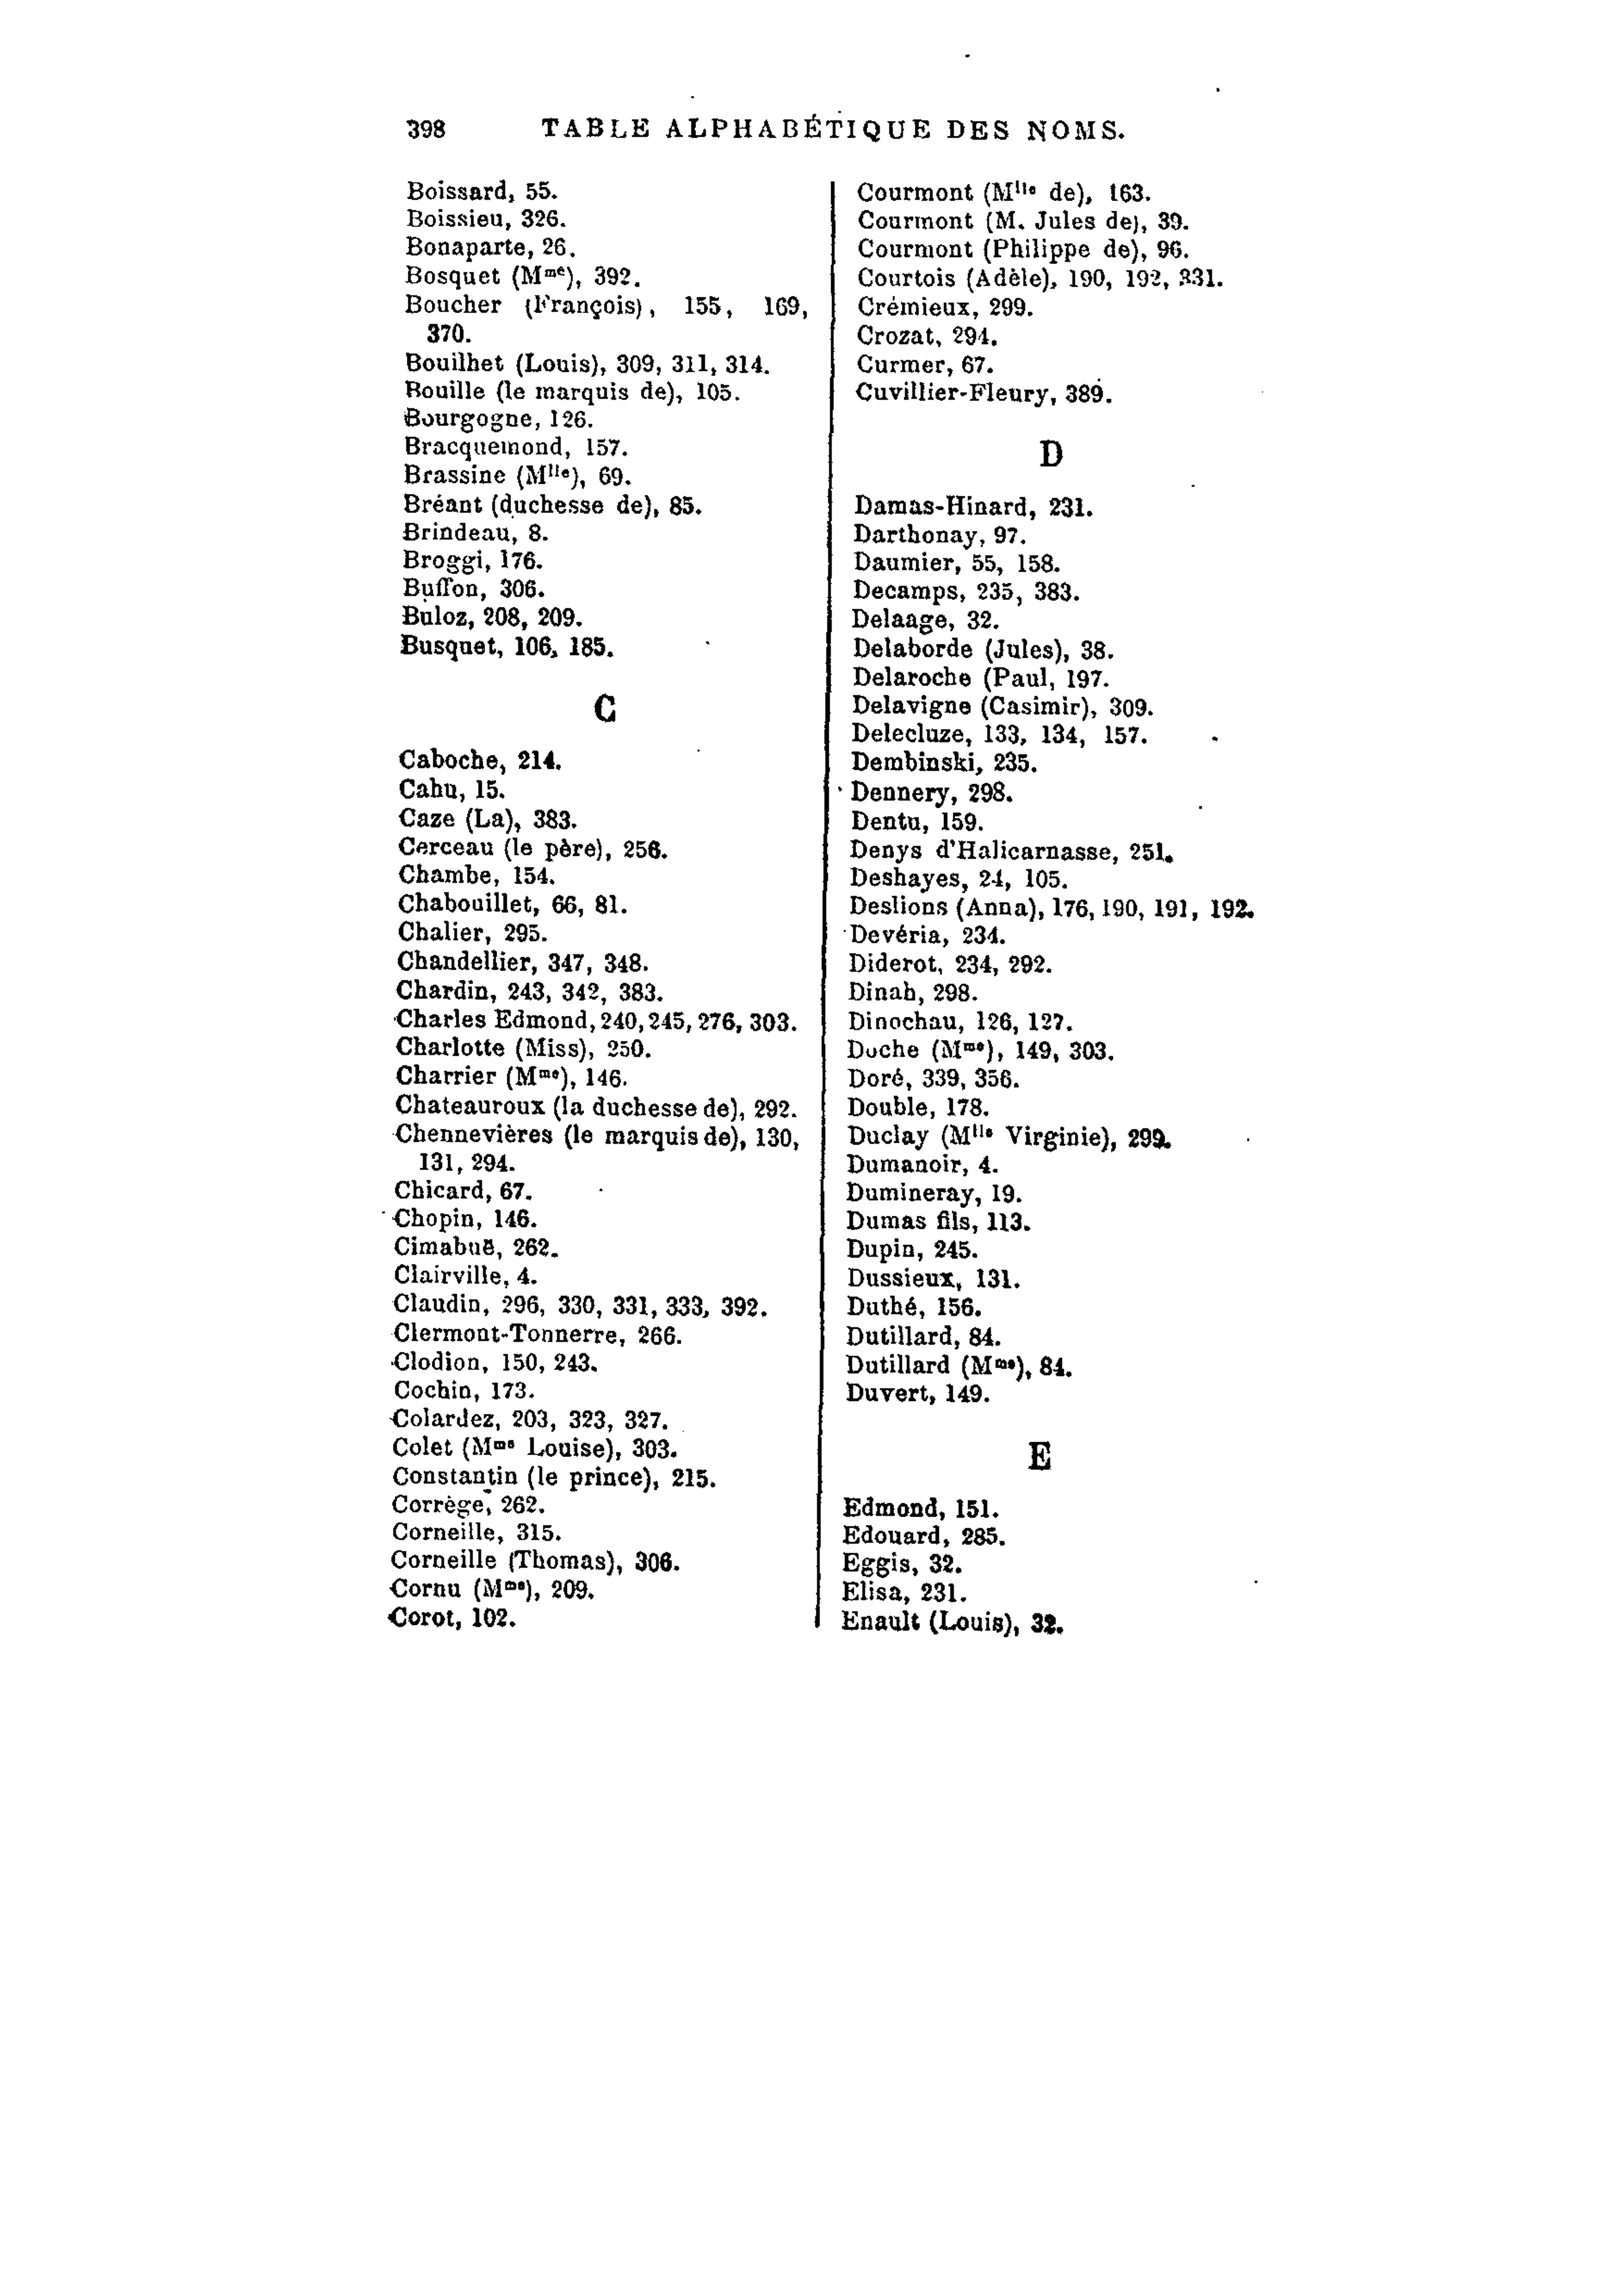 398 TABLE ALPHABÉTIQUE DES NOMS.
Boissard, 55.
Boissieu, 326.
Bonaparte, 26.
Bosquet (Mme), 392.
Boucher (François), 155, 169,
370.
Bouilhet (Louis), 309, 311, 314.
Bouille (le marquis de), 105.
Bourgogne, 126.
Bracquemond, 157.
Brassine (Mlle), 69.
Bréant (duchesse de), 85.
Brindeau, 8.
Broggi, 176.
Buffon, 306.
Buloz, 208, 209.
Busquet, 106, 185.
C
Caboche, 214.
Cahu, 15.
Caze (La), 383.
Cerceau (le père), 256.
Chambe, 154.
Chabouillet, 66, 81.
Chalier, 295.
Chandellier, 347, 348.
Chardin, 243, 342, 383.
Charles Edmond, 240, 245, 276, 303.
Charlotte (Miss), 250.
Charrier (Mme), 146.
Chateauroux (la duchesse de), 292.
Chennevières (le marquis de), 130,
131, 294.
Chicard, 67.
Chopin, 146.
Cimabuë, 262.
Clairville, 4.
Claudin, 296, 330, 331, 333, 392.
Clermont-Tonnerre, 266.
Clodion, 150, 243.
Cochin, 173.
Colardez, 203, 323, 327.
Colet (Mme Louise), 303.
Constantin (le prince), 215.
Corrège, 262.
Corneille, 315.
Corneille (Thomas), 306.
Cornu (Mme), 209.
Corot, 102.
Courmont (Mlle de), 163.
Courmont (M. Jules de), 39.
Courmont (Philippe de), 96.
Courtois (Adèle), 190, 192, 331.
Crémieux, 299.
Crozat, 294.
Curmer, 67.
Cuvillier-Fleury, 389.
D
Damas-Hinard, 231.
Darthonay, 97.
Daumier, 55, 158.
Decamps, 235, 383.
Delaage, 32.
Delaborde (Jules), 38.
Delaroche (Paul, 197.
Delavigne (Casimir), 309.
Delecluze, 133, 134, 157.
Dembinski, 235.
Dennery, 298.
Dentu, 159.
Denys d'Halicarnasse, 251.
Deshayes, 24, 105.
Deslions (Anna), 176, 190, 191, 192.
Devéria, 234.
Diderot, 234, 292.
Dinah, 298.
Dinochau, 126, 127.
Doche (Mme), 149, 303.
Doré, 339, 356.
Double, 178.
Duclay (Mlle Virginie), 299.
Dumanoir, 4.
Dumineray, 19.
Dumas fils, 113.
Dupin, 245.
Dussieux, 131.
Duthé, 156.
Dutillard, 84.
Dutillard (Mme), 84.
Duvert, 149.
E
Edmond, 151.
Edouard, 285.
Eggis, 32.
Elisa, 231.
Enault (Louis), 32.